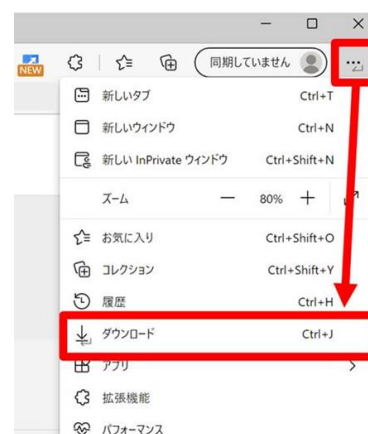 NEW
同期していません
新しいタブ Ctrl+T
新しいウィンドウ Ctrl+N
新しい InPrivate ウィンドウ Ctrl+Shift+N
ズーム 80%
お気に入り Ctrl+Shift+O
コレクション Ctrl+Shift+Y
履歴 Ctrl+H
ダウンロード Ctrl+J
アプリ
拡張機能
パフォーマンス